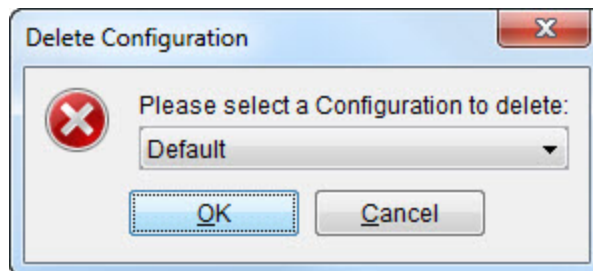 Delete Configuration
Please select a Configuration to delete:
Default
OK
Cancel